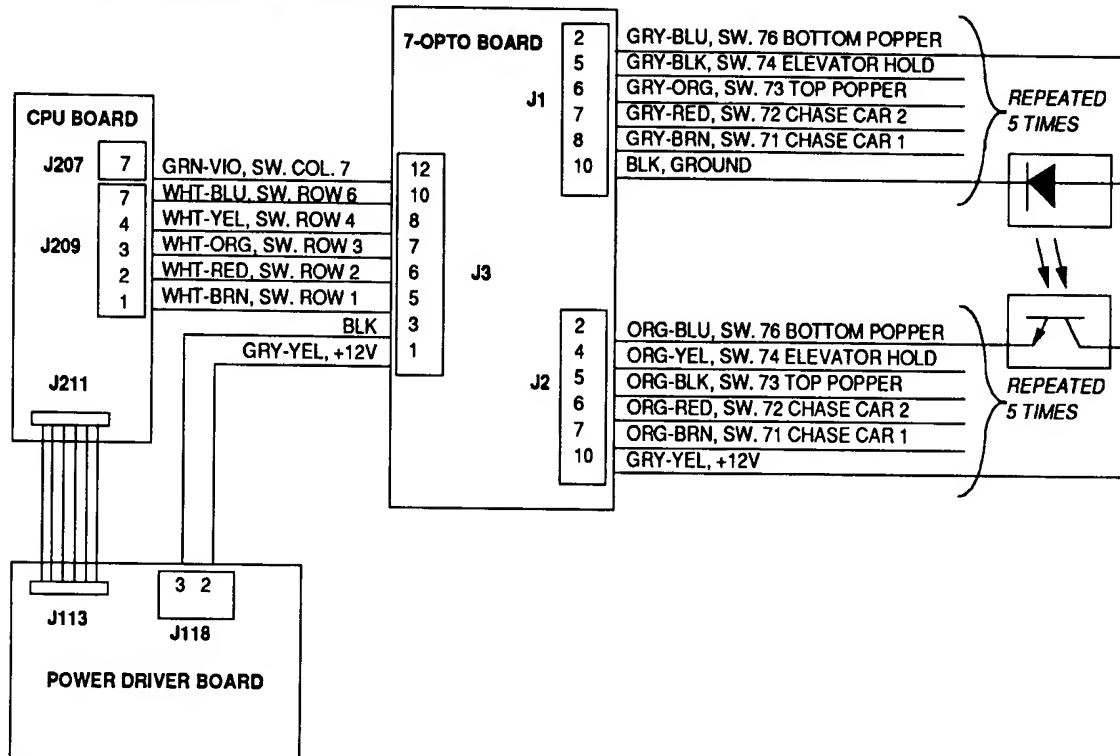 7-OPTO BOARD
J1
2 GRY-BLU, SW. 76 BOTTOM POPPER
5 GRY-BLK, SW. 74 ELEVATOR HOLD
6 GRY-ORG, SW. 73 TOP POPPER
7 GRY-RED, SW. 72 CHASE CAR 2
8 GRY-BRN, SW. 71 CHASE CAR 1
10 BLK, GROUND
REPEATED
5 TIMES
CPU BOARD
J207
7 GRN-VIO, SW. COL. 7 12
J209
7 WHT-BLU, SW. ROW 6 10
4 WHT-YEL, SW. ROW 4 8
3 WHT-ORG, SW. ROW 3 7
2 WHT-RED, SW. ROW 2 6
1 WHT-BRN, SW. ROW 1 5
BLK 3
GRY-YEL, +12V 1
J3
J211
J2
2 ORG-BLU, SW. 76 BOTTOM POPPER
4 ORG-YEL, SW. 74 ELEVATOR HOLD
5 ORG-BLK, SW. 73 TOP POPPER
6 ORG-RED, SW. 72 CHASE CAR 2
7 ORG-BRN, SW. 71 CHASE CAR 1
10 GRY-YEL, +12V
REPEATED
5 TIMES
J113
3 2
J118
POWER DRIVER BOARD